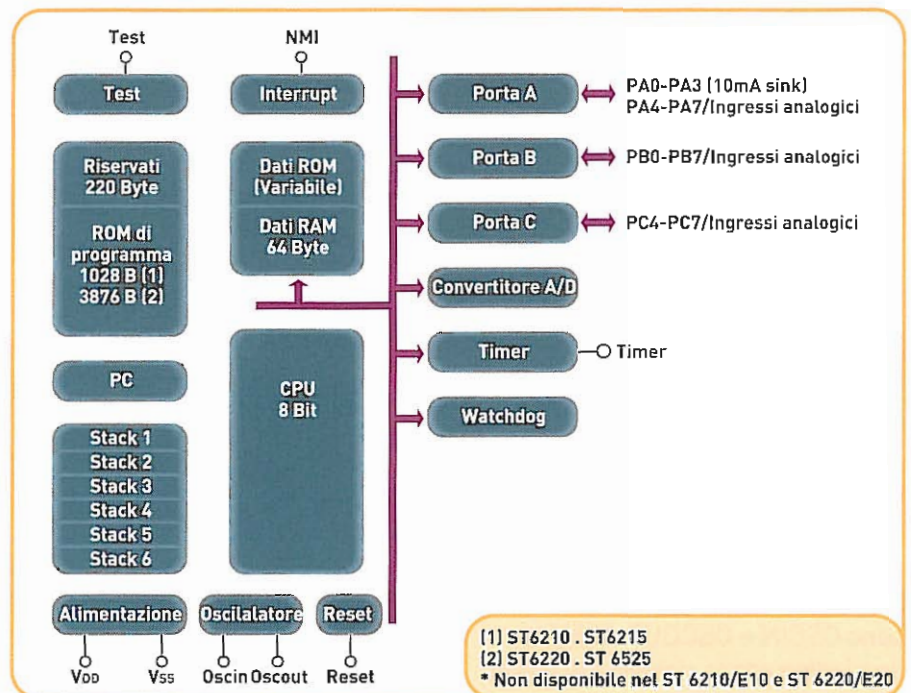 Test
NMI
Test
Interrupt
Porta A
PA0-PA3 (10mA sink)
PA4-PA7/Ingressi analogici
Riservati
220 Byte
Dati ROM
(Variabile)
Porta B
PB0-PB7/Ingressi analogici
ROM di
programma
1028 B (1)
3876 B (2)
Dati RAM
64 Byte
Porta C
PC4-PC7/Ingressi analogici
Convertitore A/D
Timer
Timer
PC
CPU
8 Bit
Watchdog
Stack 1
Stack 2
Stack 3
Stack 4
Stack 5
Stack 6
Alimentazione
Oscilalatore
Reset
VDD
VSS
Oscin
Oscout
Reset
(1) ST6210 . ST6215
(2) ST6220 . ST 6525
* Non disponibile nel ST 6210/E10 e ST 6220/E20